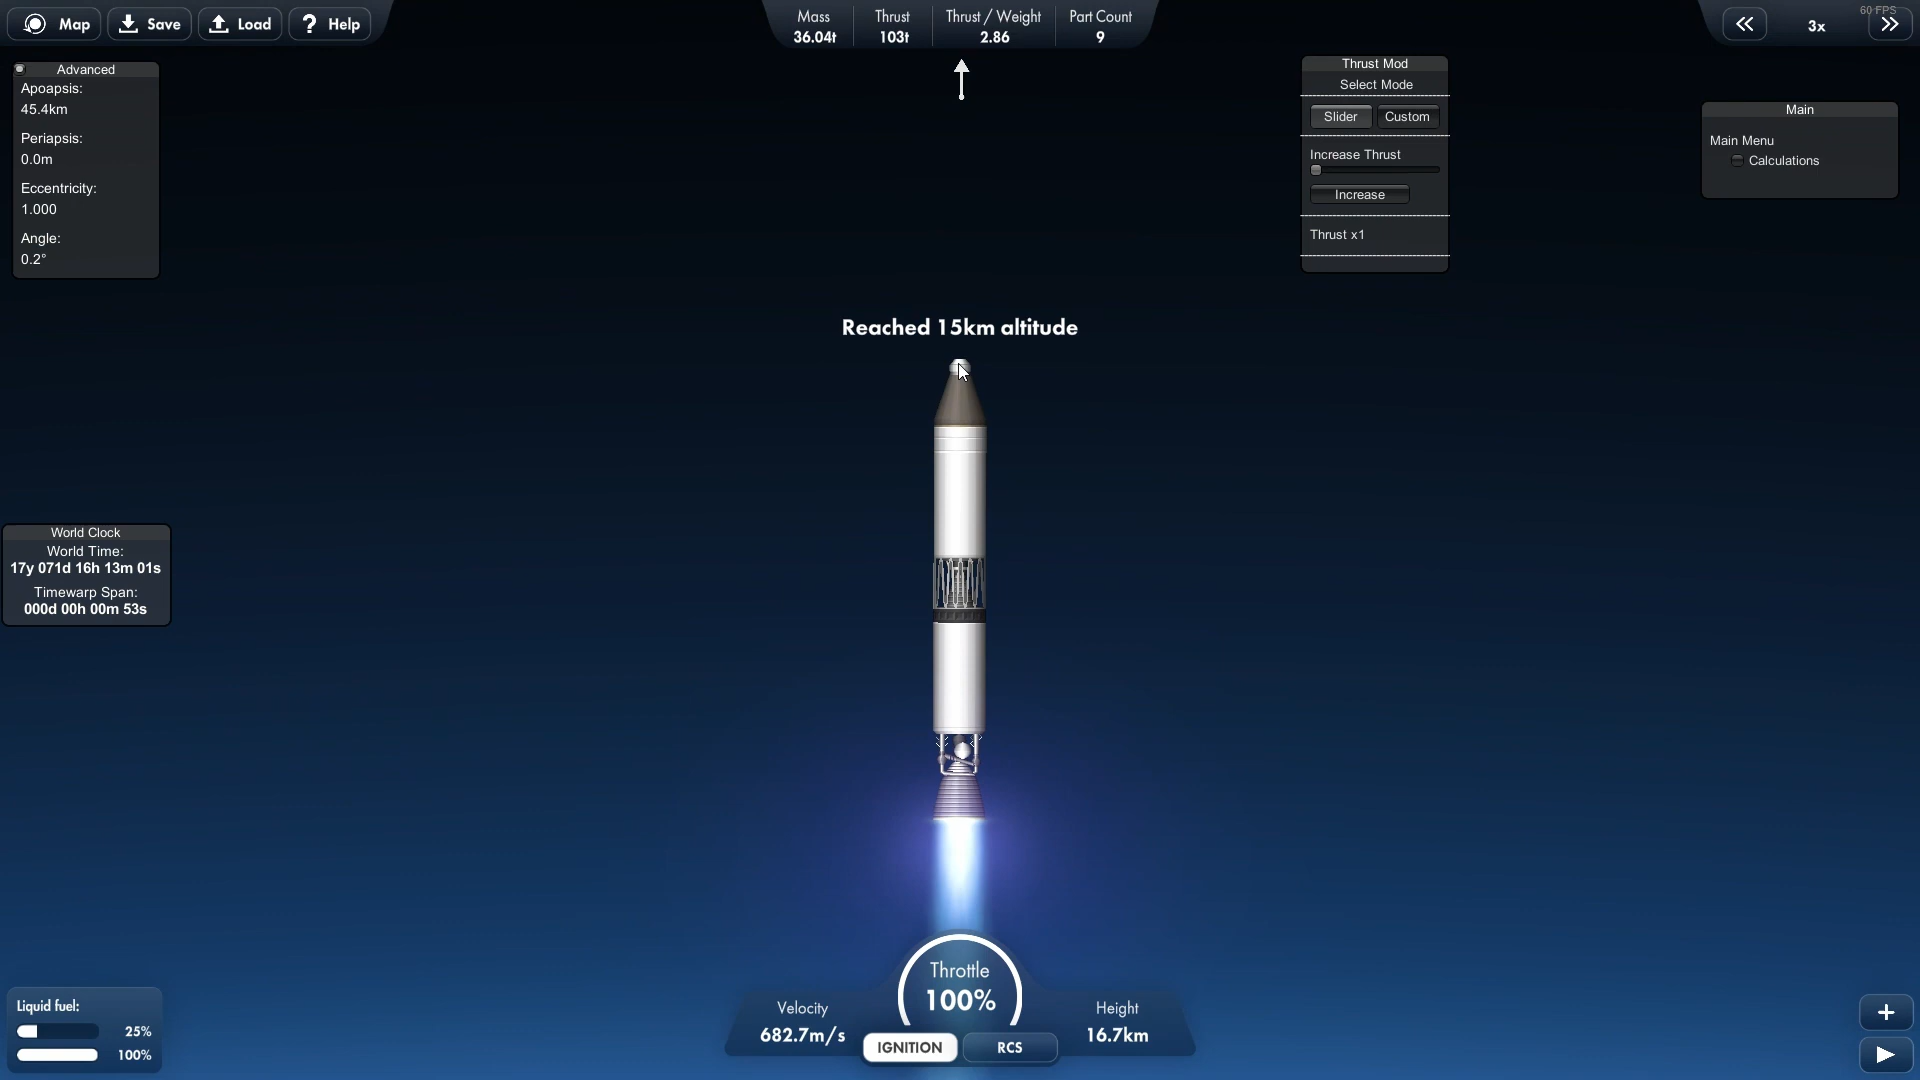 Map
Save
Load
? Help
Mass
36.04t
Thrust
103t
Thrust / Weight
2.86
Part Count
9
60 FPS
3x
Advanced
Apoapsis:
45.4km
Periapsis:
0.0m
Eccentricity:
1.000
Angle:
0.2°
Thrust Mod
Select Mode
Slider Custom
Increase Thrust
Increase
Thrust x1
Main
Main Menu
Calculations
Reached 15km altitude
World Clock
World Time:
17y 071d 16h 13m 01s
Timewarp Span:
000d 00h 00m 53s
Liquid fuel:
25%
100%
Throttle
100%
Velocity
682.7m/s
IGNITION
RCS
Height
16.7km